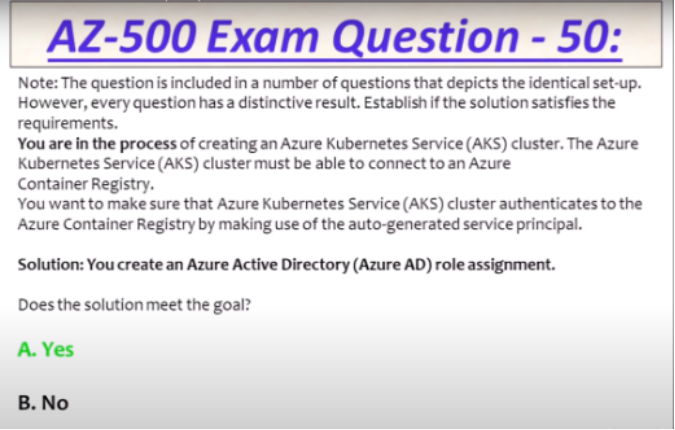 AZ-500 Exam Question - 50:
Note: The question is included in a number of questions that depicts the identical set-up.
However, every question has a distinctive result. Establish if the solution satisfies the
requirements.
You are in the process of creating an Azure Kubernetes Service (AKS) cluster. The Azure
Kubernetes Service (AKS) cluster must be able to connect to an Azure
Container Registry.
You want to make sure that Azure Kubernetes Service (AKS) cluster authenticates to the
Azure Container Registry by making use of the auto-generated service principal.
Solution: You create an Azure Active Directory (Azure AD) role assignment.
Does the solution meet the goal?
A. Yes
B. No